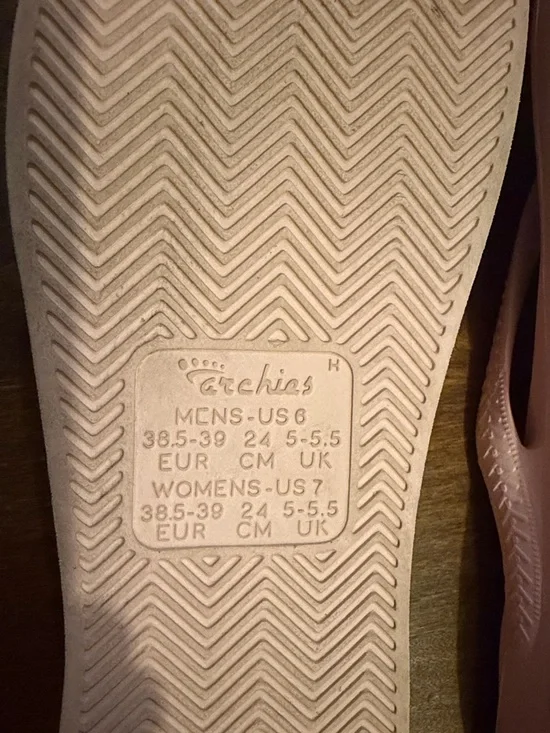 H
archies
MENS-US 6
38.5-39 24 5-5.5
EUR CM UK
WOMENS-US 7
38.5-39 24 5-5.5
EUR CM UK